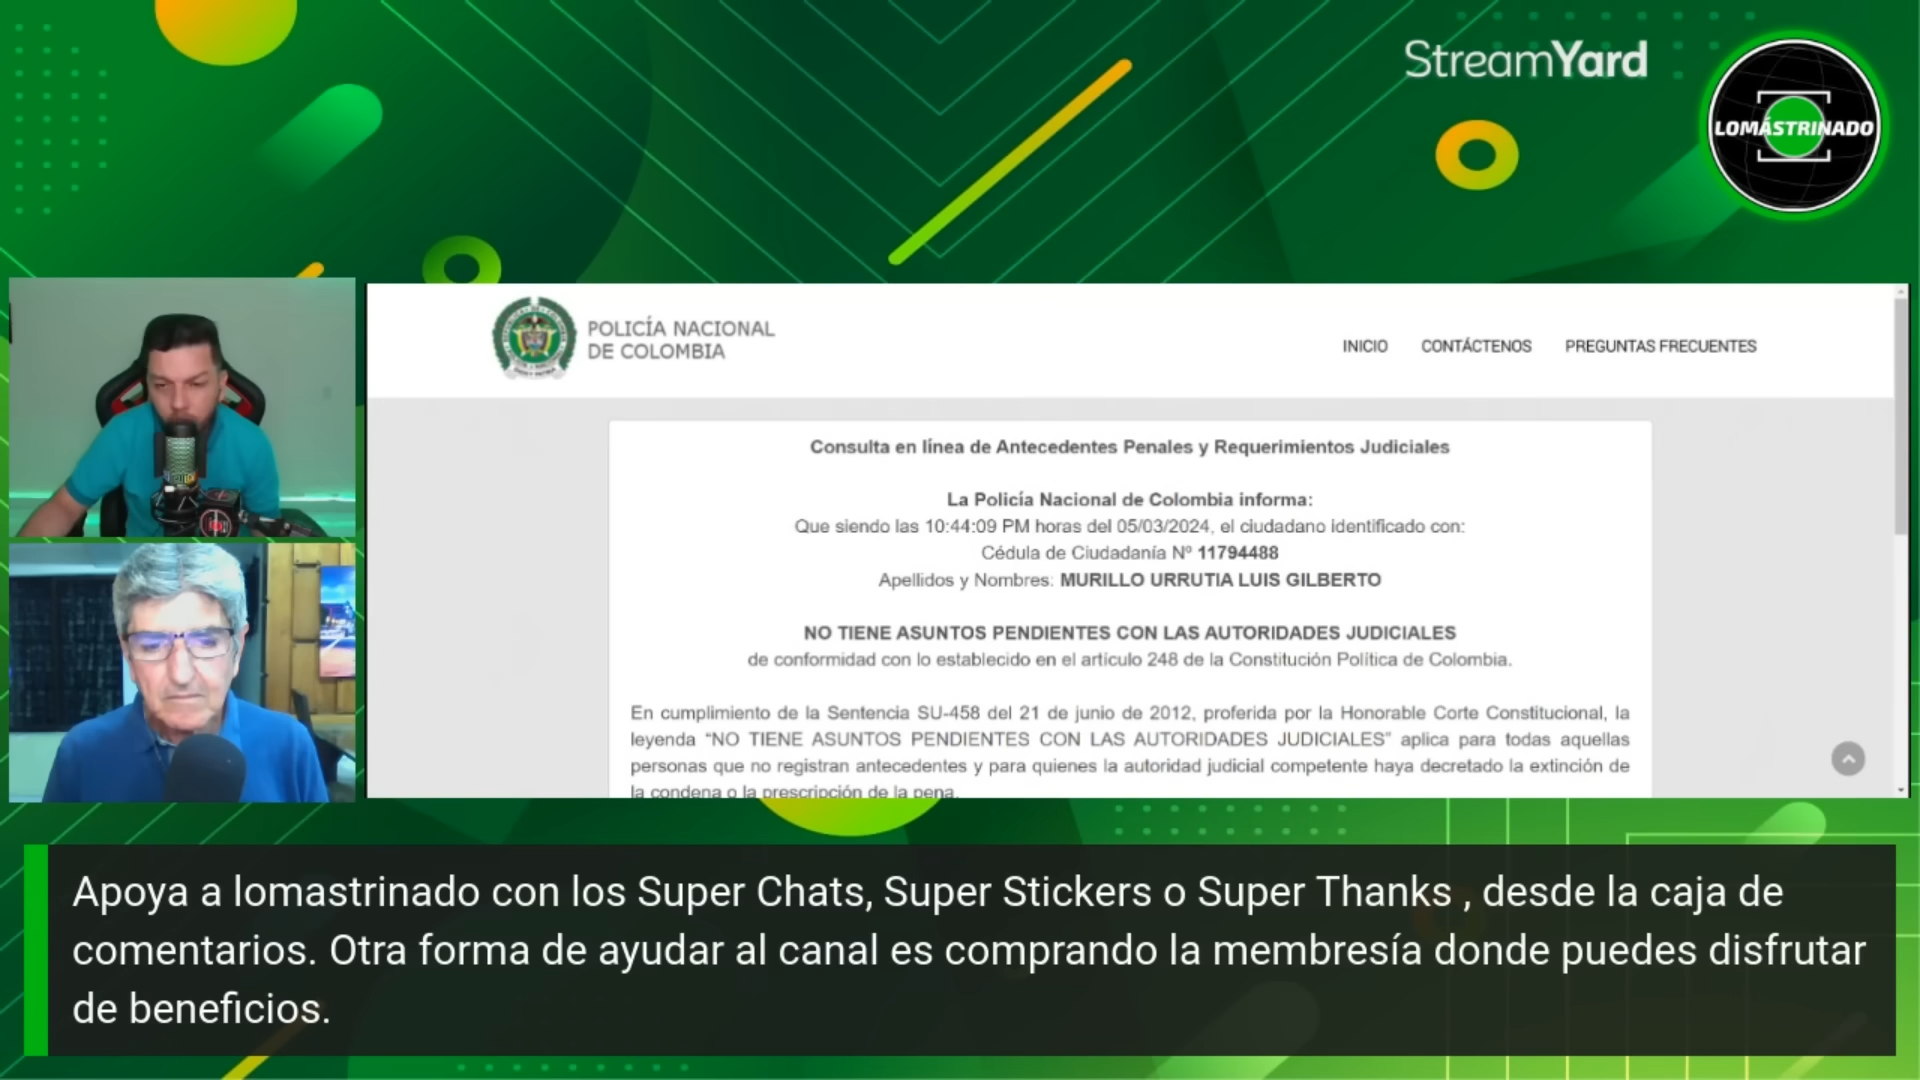 StreamYard
LOMÁSTRINADO
POLICÍA NACIONAL
DE COLOMBIA
INICIO
CONTÁCTENOS
PREGUNTAS FRECUENTES
Consulta en línea de Antecedentes Penales y Requerimientos Judiciales
La Policía Nacional de Colombia informa:
Que siendo las 10:44:09 PM horas del 05/03/2024, el ciudadano identificado con:
Cédula de Ciudadanía Nº 11794488
Apellidos y Nombres: MURILLO URRUTIA LUIS GILBERTO
NO TIENE ASUNTOS PENDIENTES CON LAS AUTORIDADES JUDICIALES
de conformidad con lo establecido en el artículo 248 de la Constitución Política de Colombia.
En cumplimiento de la Sentencia SU-458 del 21 de junio de 2012, proferida por la Honorable Corte Constitucional, la
leyenda “NO TIENE ASUNTOS PENDIENTES CON LAS AUTORIDADES JUDICIALES” aplica para todas aquellas
personas que no registran antecedentes y para quienes la autoridad judicial competente haya decretado la extinción de
la condena o la prescripción de la pena.
Apoya a lomastrinado con los Super Chats, Super Stickers o Super Thanks , desde la caja de
comentarios. Otra forma de ayudar al canal es comprando la membresía donde puedes disfrutar
de beneficios.